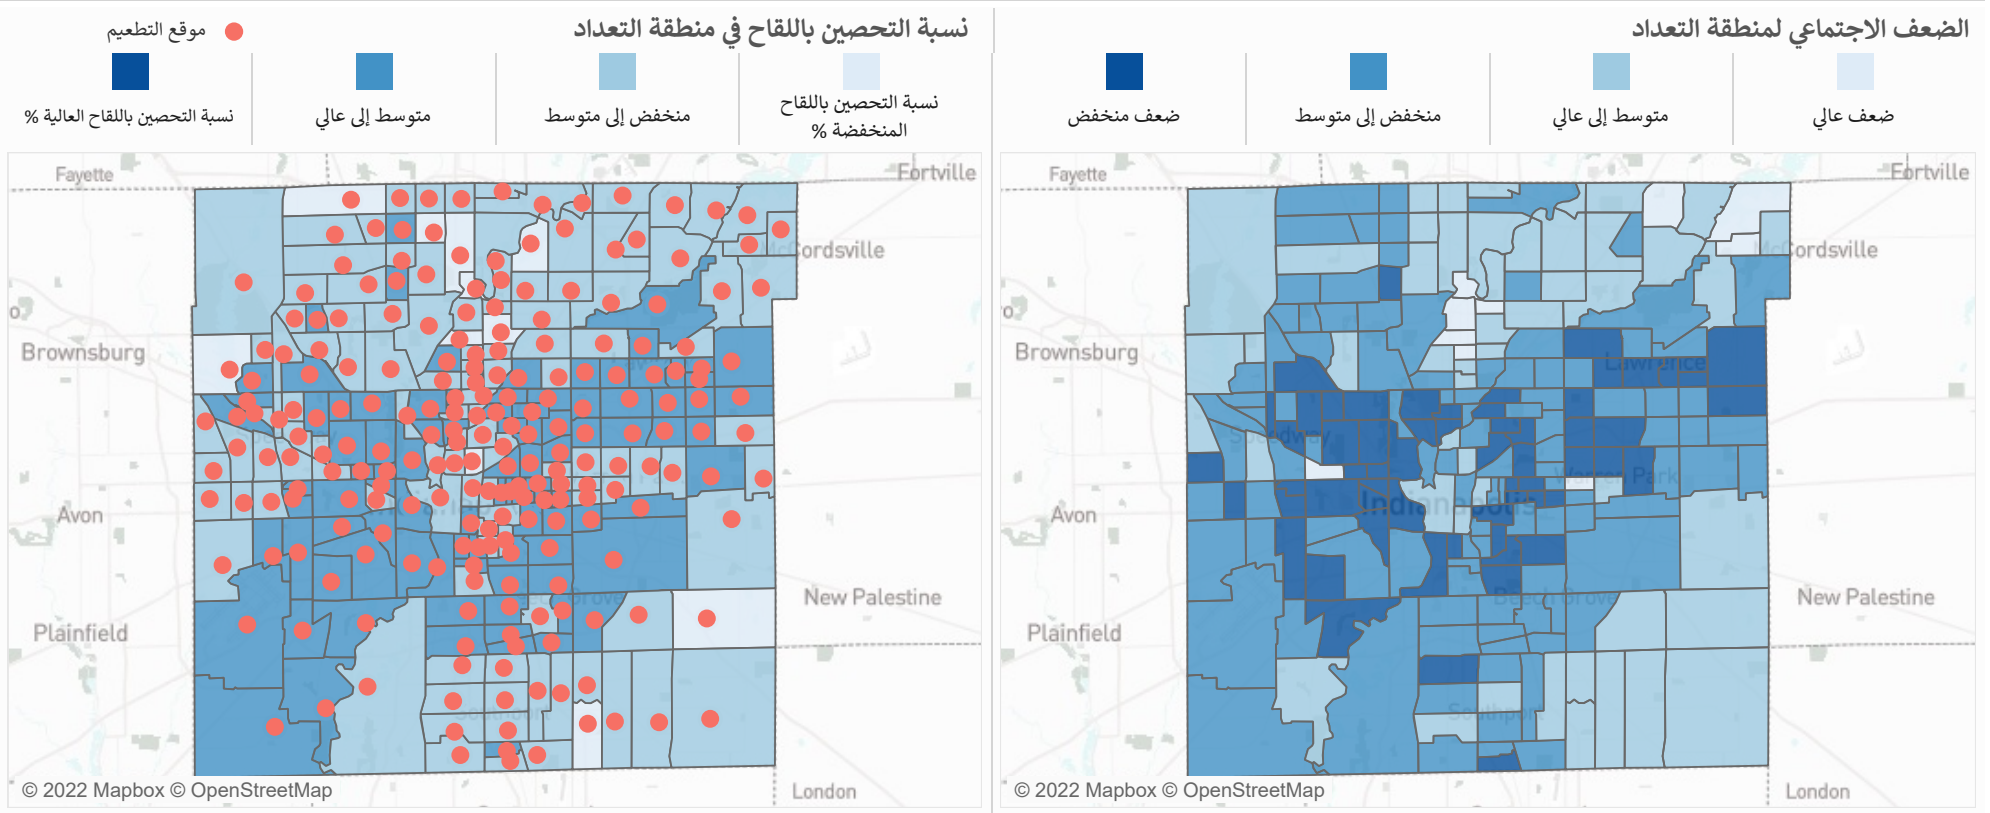 الضعف الاجتماعي لمنطقة التعداد
ضعف عالي
متوسط إلى عالي
منخفض إلى متوسط
ضعف منخفض
Fayette
Fortville
McCordsville
Brownsburg
Lawrence
Speedway
Warren Park
Indianapolis
Avon
Beech Grove
New Palestine
Plainfield
Southport
London
© 2022 Mapbox © OpenStreetMap
نسبة التحصين باللقاح في منطقة التعداد
موقع التطعيم
نسبة التحصين باللقاح
المنخفضة %
منخفض إلى متوسط
متوسط إلى عالي
نسبة التحصين باللقاح العالية %
Fayette
Fortville
McCordsville
Brownsburg
Avon
New Palestine
Plainfield
Southport
London
© 2022 Mapbox © OpenStreetMap